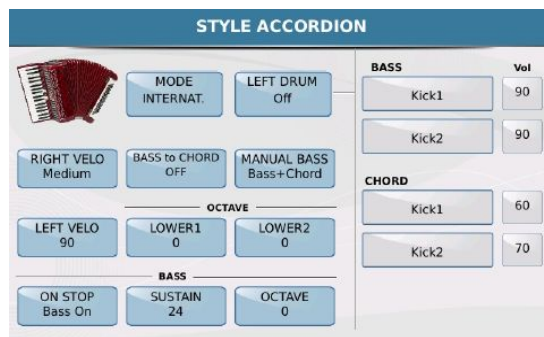 STYLE ACCORDION
MODE
INTERNAT.
LEFT DRUM
Off
RIGHT VELO
Medium
BASS to CHORD
OFF
MANUAL BASS
Bass+Chord
OCTAVE
LEFT VELO
90
LOWER1
0
LOWER2
0
BASS
ON STOP
Bass On
SUSTAIN
24
OCTAVE
0
BASS Vol
Kick1 90
Kick2 90
CHORD
Kick1 60
Kick2 70